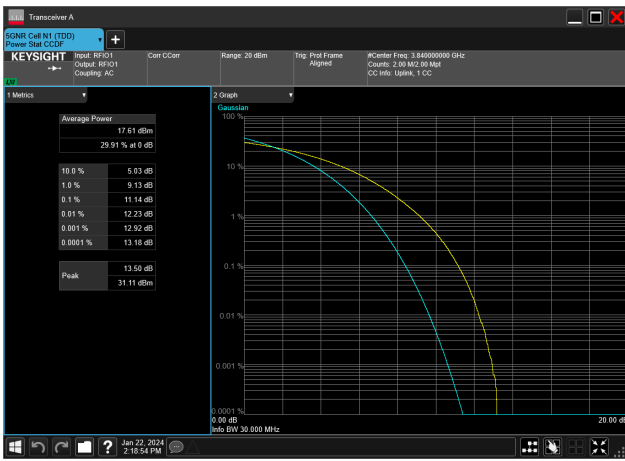 Transceiver A
5GNR Cell N1 (TDD)
Power Stat CCDF
KEYSIGHT
LXI
Input: RFIO1
Output: RFIO1
Coupling: AC
Corr CCorr
Range: 20 dBm
Trig: Prot Frame
Aligned
#Center Freq: 3.840000000 GHz
Counts: 2.00 M/2.00 Mpt
CC Info: Uplink, 1 CC
1 Metrics
Average Power
17.61 dBm
29.91 % at 0 dB
10.0 % 5.03 dB
1.0 % 9.13 dB
0.1 % 11.14 dB
0.01 % 12.23 dB
0.001 % 12.92 dB
0.0001 % 13.18 dB
Peak
13.50 dB
31.11 dBm
2 Graph
Gaussian
100 %
10 %
1 %
0.1 %
0.01 %
0.001 %
0.0001 %
0.00 dB
20.00 dB
Info BW 30.000 MHz
Jan 22, 2024
2:18:54 PM